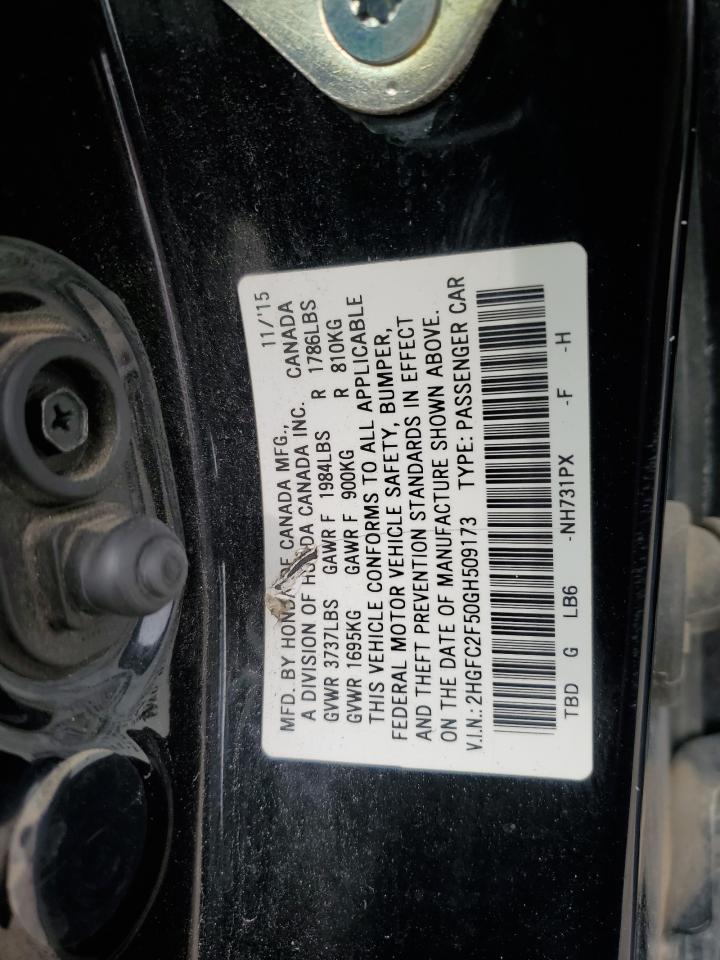 MFD. BY HONDA OF CANADA MFG., 11/'15
A DIVISION OF HONDA CANADA INC. CANADA
GVWR 3737LBS GAWR F 1984LBS R 1786LBS
GVWR 1695KG GAWR F 900KG R 810KG
THIS VEHICLE CONFORMS TO ALL APPLICABLE
FEDERAL MOTOR VEHICLE SAFETY, BUMPER,
AND THEFT PREVENTION STANDARDS IN EFFECT
ON THE DATE OF MANUFACTURE SHOWN ABOVE.
V.I.N.: 2HGFC2F50GH509173 TYPE: PASSENGER CAR
TBD G LB6 -NH731PX -F -H